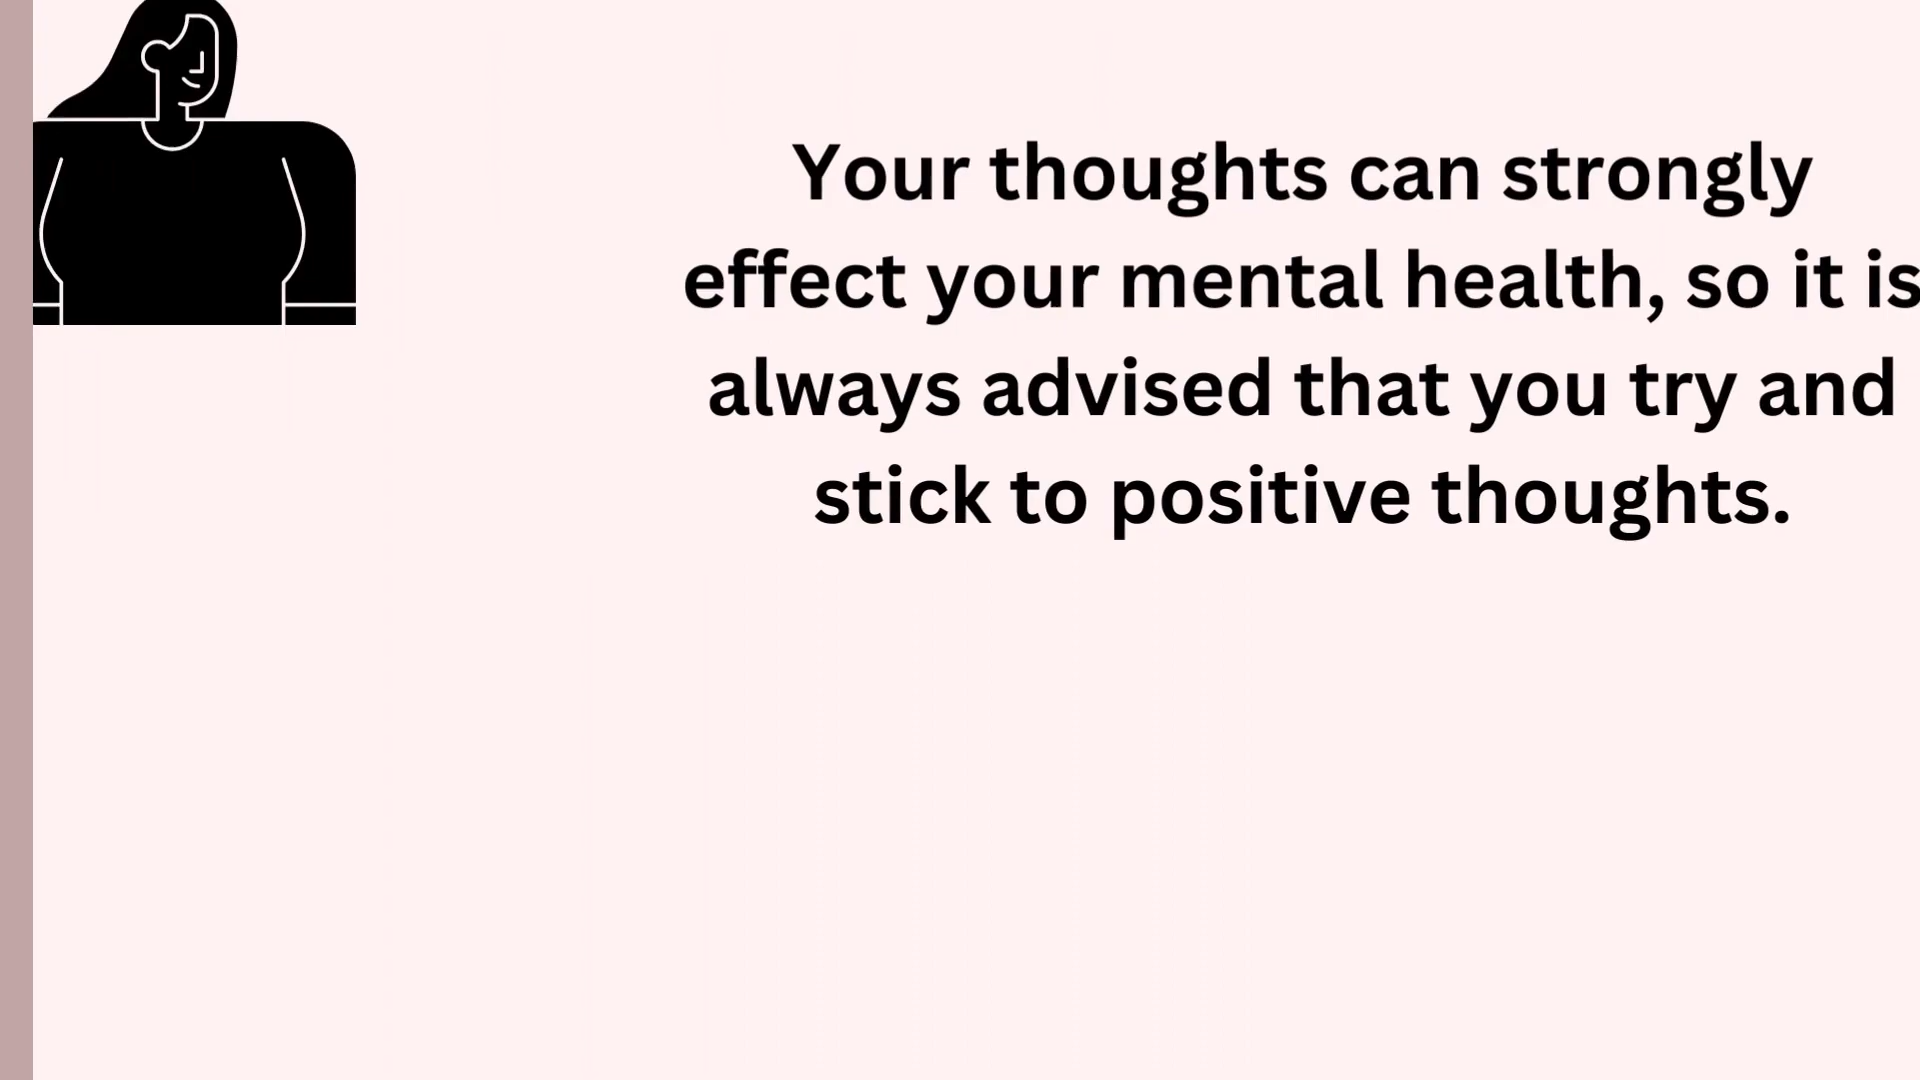 Your thoughts can strongly
effect your mental health, so it is
always advised that you try and
stick to positive thoughts.